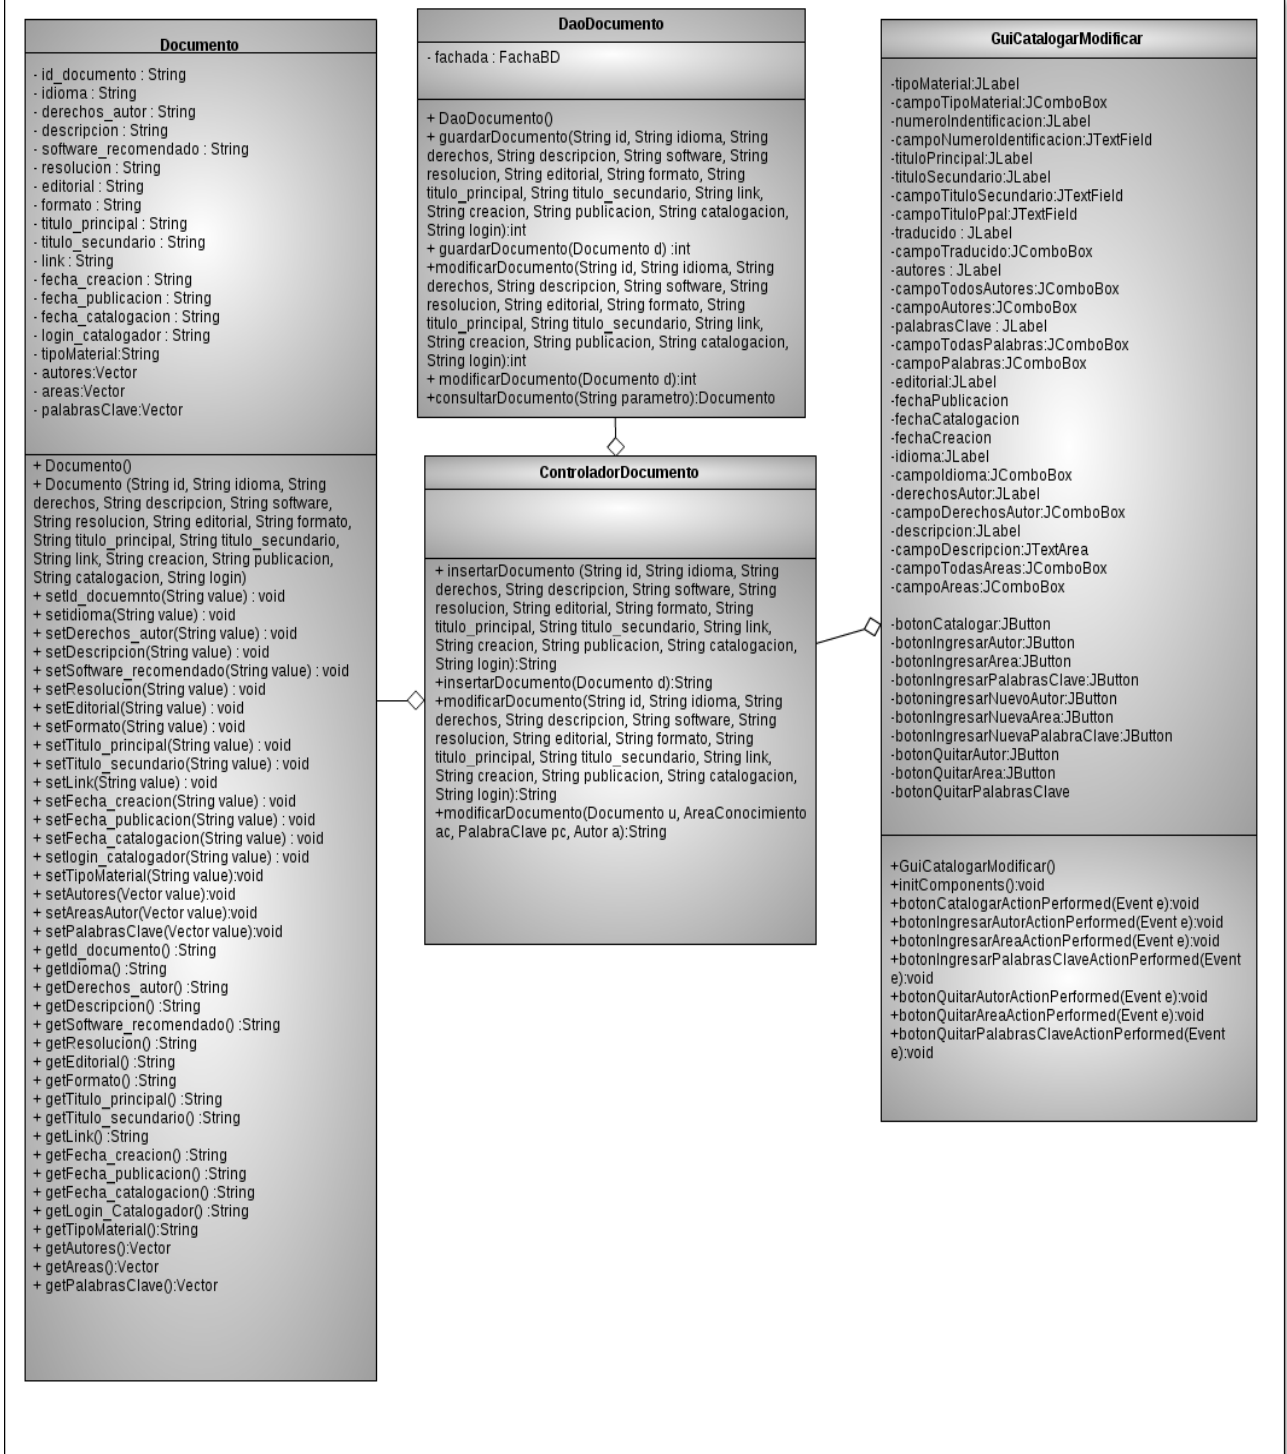 Documento
- id_documento : String
- idioma : String
- derechos_autor : String
- descripcion : String
- software_recomendado : String
- resolucion : String
- editorial : String
- formato : String
- titulo_principal : String
- titulo_secundario : String
- link : String
- fecha_creacion : String
- fecha_publicacion : String
- fecha_catalogacion : String
- login_catalogador : String
- tipoMaterial:String
- autores:Vector
- areas:Vector
- palabrasClave:Vector
+ Documento()
+ Documento (String id, String idioma, String
derechos, String descripcion, String software,
String resolucion, String editorial, String formato,
String titulo_principal, String titulo_secundario,
String link, String creacion, String publicacion,
String catalogacion, String login)
+ setId_docuemnto(String value) : void
+ setidioma(String value) : void
+ setDerechos_autor(String value) : void
+ setDescripcion(String value) : void
+ setSoftware_recomendado(String value) : void
+ setResolucion(String value) : void
+ setEditorial(String value) : void
+ setFormato(String value) : void
+ setTitulo_principal(String value) : void
+ setTitulo_secundario(String value) : void
+ setLink(String value) : void
+ setFecha_creacion(String value) : void
+ setFecha_publicacion(String value) : void
+ setFecha_catalogacion(String value) : void
+ setlogin_catalogador(String value) : void
+ setTipoMaterial(String value):void
+ setAutores(Vector value):void
+ setAreasAutor(Vector value):void
+ setPalabrasClave(Vector value):void
+ getId_documento() :String
+ getIdioma() :String
+ getDerechos_autor() :String
+ getDescripcion() :String
+ getSoftware_recomendado() :String
+ getResolucion() :String
+ getEditorial() :String
+ getFormato() :String
+ getTitulo_principal() :String
+ getTitulo_secundario() :String
+ getLink() :String
+ getFecha_creacion() :String
+ getFecha_publicacion() :String
+ getFecha_catalogacion() :String
+ getLogin_Catalogador() :String
+ getTipoMaterial():String
+ getAutores():Vector
+ getAreas():Vector
+ getPalabrasClave():Vector
DaoDocumento
- fachada : FachaBD
+ DaoDocumento()
+ guardarDocumento(String id, String idioma, String
derechos, String descripcion, String software, String
resolucion, String editorial, String formato, String
titulo_principal, String titulo_secundario, String link,
String creacion, String publicacion, String catalogacion,
String login):int
+ guardarDocumento(Documento d) :int
+modificarDocumento(String id, String idioma, String
derechos, String descripcion, String software, String
resolucion, String editorial, String formato, String
titulo_principal, String titulo_secundario, String link,
String creacion, String publicacion, String catalogacion,
String login):int
+ modificarDocumento(Documento d):int
+consultarDocumento(String parametro):Documento
ControladorDocumento
+ insertarDocumento (String id, String idioma, String
derechos, String descripcion, String software, String
resolucion, String editorial, String formato, String
titulo_principal, String titulo_secundario, String link,
String creacion, String publicacion, String catalogacion,
String login):String
+insertarDocumento(Documento d):String
+modificarDocumento(String id, String idioma, String
derechos, String descripcion, String software, String
resolucion, String editorial, String formato, String
titulo_principal, String titulo_secundario, String link,
String creacion, String publicacion, String catalogacion,
String login):String
+modificarDocumento(Documento u, AreaConocimiento
ac, PalabraClave pc, Autor a):String
GuiCatalogarModificar
-tipoMaterial:JLabel
-campoTipoMaterial:JComboBox
-numeroIndentificacion:JLabel
-campoNumeroIdentificacion:JTextField
-tituloPrincipal:JLabel
-tituloSecundario:JLabel
-campoTituloSecundario:JTextField
-campoTituloPpal:JTextField
-traducido : JLabel
-campoTraducido:JComboBox
-autores : JLabel
-campoTodosAutores:JComboBox
-campoAutores:JComboBox
-palabrasClave : JLabel
-campoTodasPalabras:JComboBox
-campoPalabras:JComboBox
-editorial:JLabel
-fechaPublicacion
-fechaCatalogacion
-fechaCreacion
-idioma:JLabel
-campoIdioma:JComboBox
-derechosAutor:JLabel
-campoDerechosAutor:JComboBox
-descripcion:JLabel
-campoDescripcion:JTextArea
-campoTodasAreas:JComboBox
-campoAreas:JComboBox
-botonCatalogar:JButton
-botonIngresarAutor:JButton
-botonIngresarArea:JButton
-botonIngresarPalabrasClave:JButton
-botoningresarNuevoAutor:JButton
-botonIngresarNuevaArea:JButton
-botonIngresarNuevaPalabraClave:JButton
-botonQuitarAutor:JButton
-botonQuitarArea:JButton
-botonQuitarPalabrasClave
+GuiCatalogarModificar()
+initComponents():void
+botonCatalogarActionPerformed(Event e):void
+botonIngresarAutorActionPerformed(Event e):void
+botonIngresarAreaActionPerformed(Event e):void
+botonIngresarPalabrasClaveActionPerformed(Event
e):void
+botonQuitarAutorActionPerformed(Event e):void
+botonQuitarAreaActionPerformed(Event e):void
+botonQuitarPalabrasClaveActionPerformed(Event
e):void